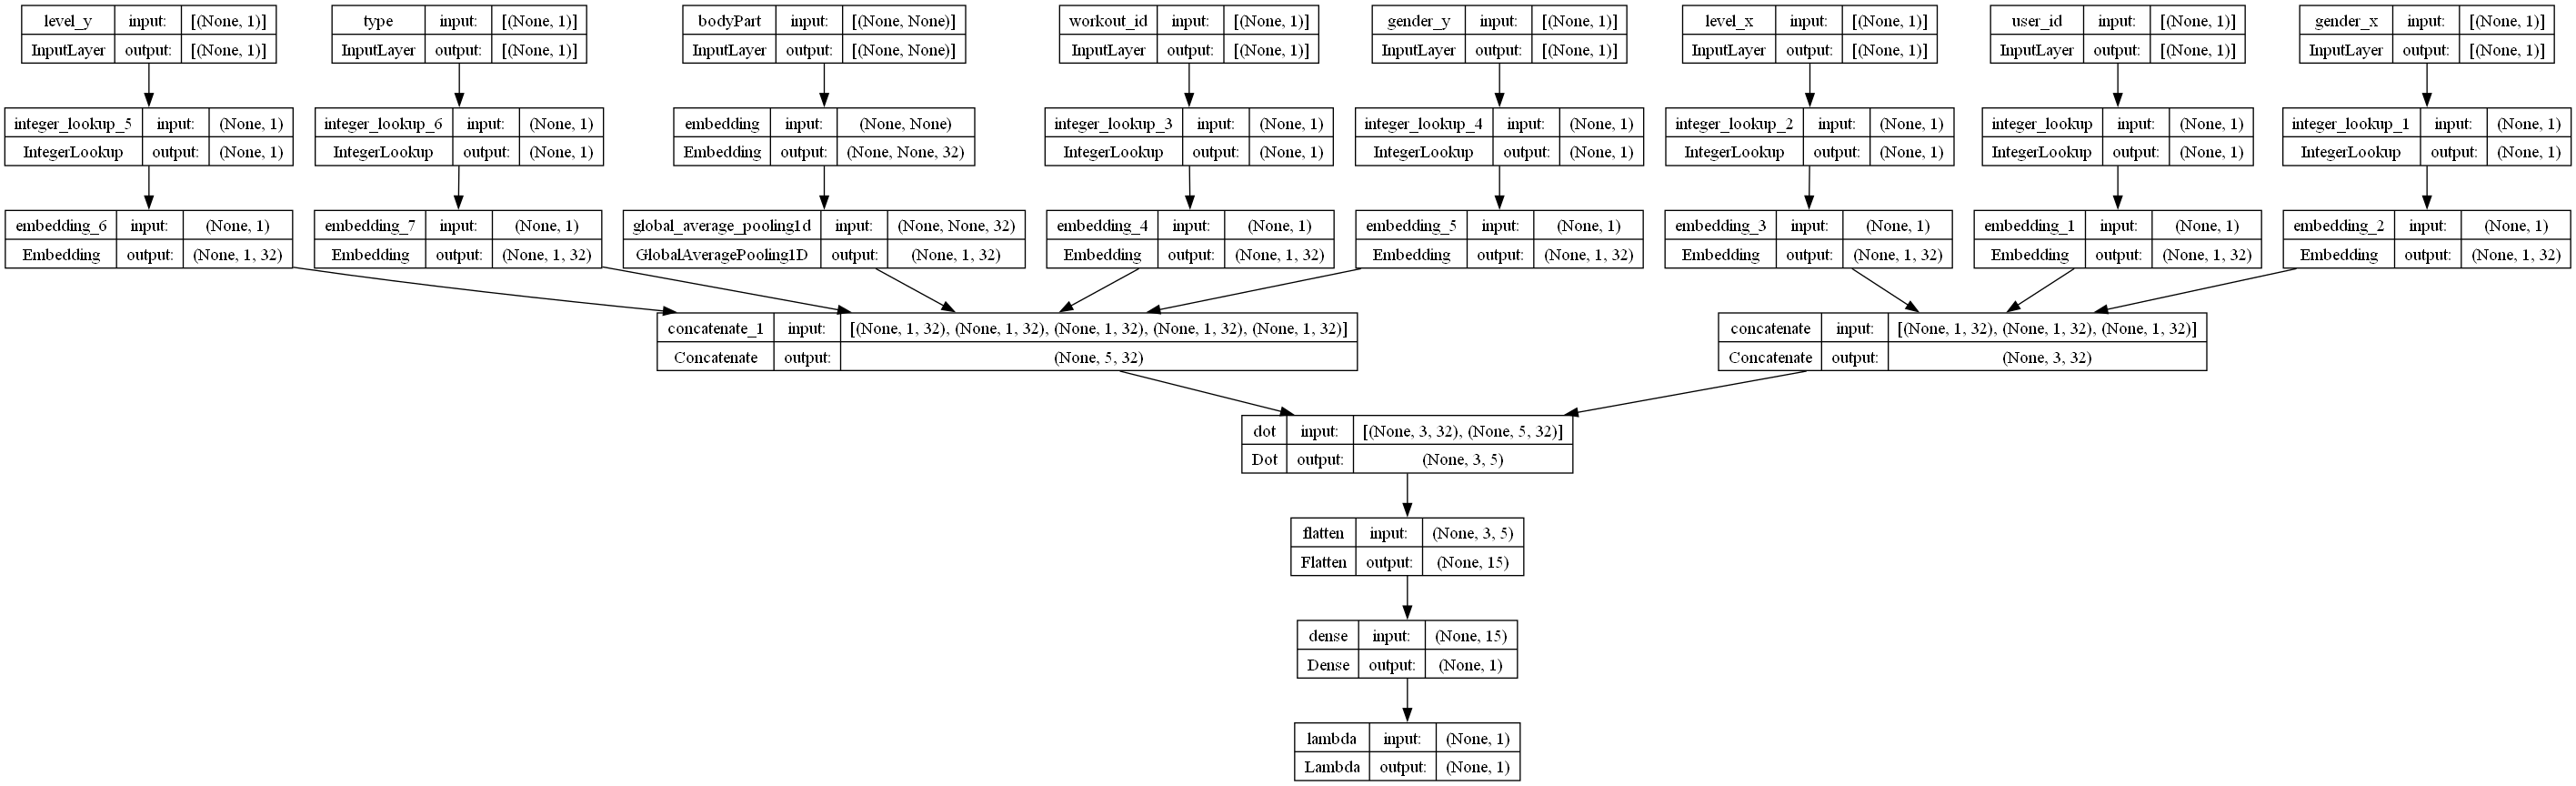 level_y input: [(None, 1)]
InputLayer output: [(None, 1)]
type input: [(None, 1)]
InputLayer output: [(None, 1)]
bodyPart input: [(None, None)]
InputLayer output: [(None, None)]
workout_id input: [(None, 1)]
InputLayer output: [(None, 1)]
gender_y input: [(None, 1)]
InputLayer output: [(None, 1)]
level_x input: [(None, 1)]
InputLayer output: [(None, 1)]
user_id input: [(None, 1)]
InputLayer output: [(None, 1)]
gender_x input: [(None, 1)]
InputLayer output: [(None, 1)]
integer_lookup_5 input: (None, 1)
IntegerLookup output: (None, 1)
integer_lookup_6 input: (None, 1)
IntegerLookup output: (None, 1)
embedding input: (None, None)
Embedding output: (None, None, 32)
integer_lookup_3 input: (None, 1)
IntegerLookup output: (None, 1)
integer_lookup_4 input: (None, 1)
IntegerLookup output: (None, 1)
integer_lookup_2 input: (None, 1)
IntegerLookup output: (None, 1)
integer_lookup input: (None, 1)
IntegerLookup output: (None, 1)
integer_lookup_1 input: (None, 1)
IntegerLookup output: (None, 1)
embedding_6 input: (None, 1)
Embedding output: (None, 1, 32)
embedding_7 input: (None, 1)
Embedding output: (None, 1, 32)
global_average_pooling1d input: (None, None, 32)
GlobalAveragePooling1D output: (None, 1, 32)
embedding_4 input: (None, 1)
Embedding output: (None, 1, 32)
embedding_5 input: (None, 1)
Embedding output: (None, 1, 32)
embedding_3 input: (None, 1)
Embedding output: (None, 1, 32)
embedding_1 input: (None, 1)
Embedding output: (None, 1, 32)
embedding_2 input: (None, 1)
Embedding output: (None, 1, 32)
concatenate_1 input: [(None, 1, 32), (None, 1, 32), (None, 1, 32), (None, 1, 32), (None, 1, 32)]
Concatenate output: (None, 5, 32)
concatenate input: [(None, 1, 32), (None, 1, 32), (None, 1, 32)]
Concatenate output: (None, 3, 32)
dot input: [(None, 3, 32), (None, 5, 32)]
Dot output: (None, 3, 5)
flatten input: (None, 3, 5)
Flatten output: (None, 15)
dense input: (None, 15)
Dense output: (None, 1)
lambda input: (None, 1)
Lambda output: (None, 1)